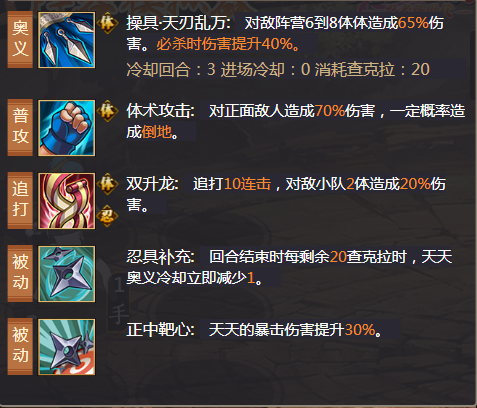 奥义
体
操具·天刃乱万: 对敌阵营6到8体体造成65%伤
害。必杀时伤害提升40%。
冷却回合：3 进场冷却：0 消耗查克拉：20
普攻
体
体术攻击: 对正面敌人造成70%伤害，一定概率造
成倒地。
追打
体
忍
双升龙: 追打10连击，对敌小队2体造成20%伤
害。
被动
忍具补充: 回合结束时每剩余20查克拉时，天天
奥义冷却立即减少1。
1
手
被动
正中靶心: 天天的暴击伤害提升30%。